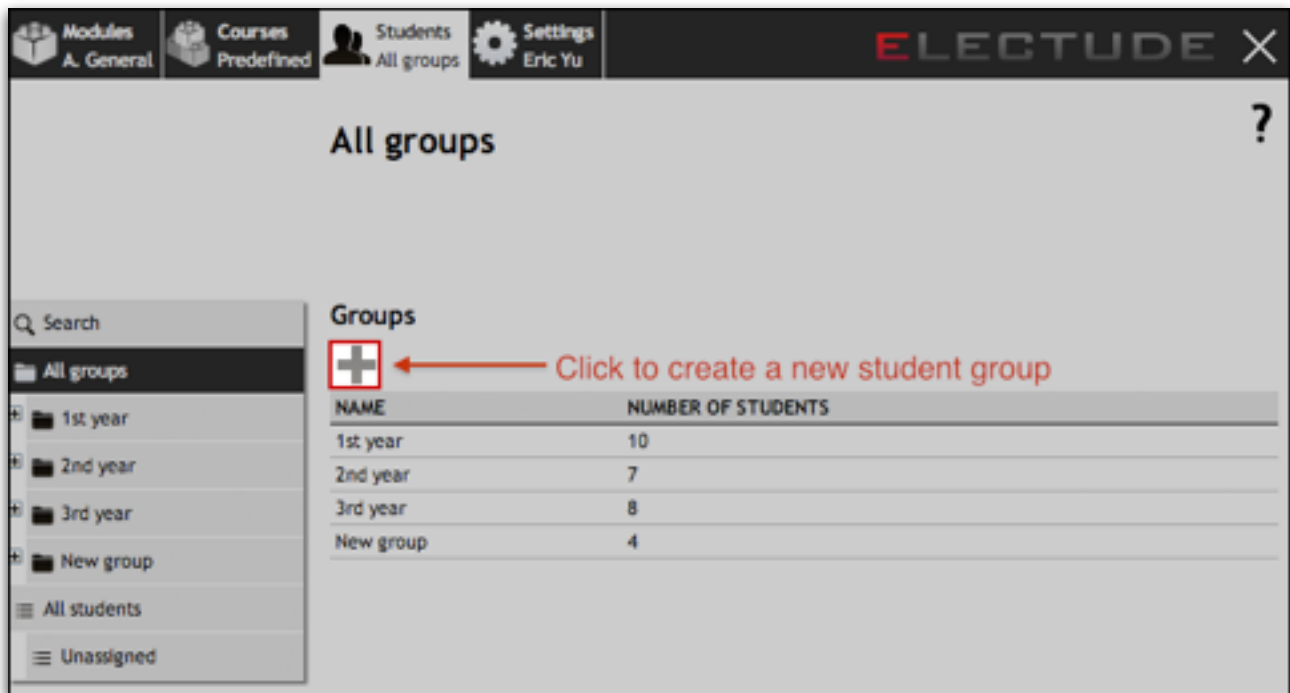 Modules
A. General
Courses
Predefined
Students
All groups
Settings
Eric Yu
ELECTUDE
?
All groups
Search
All groups
1st year
2nd year
3rd year
New group
All students
Unassigned
Groups
Click to create a new student group
NAME NUMBER OF STUDENTS
1st year 10
2nd year 7
3rd year 8
New group 4